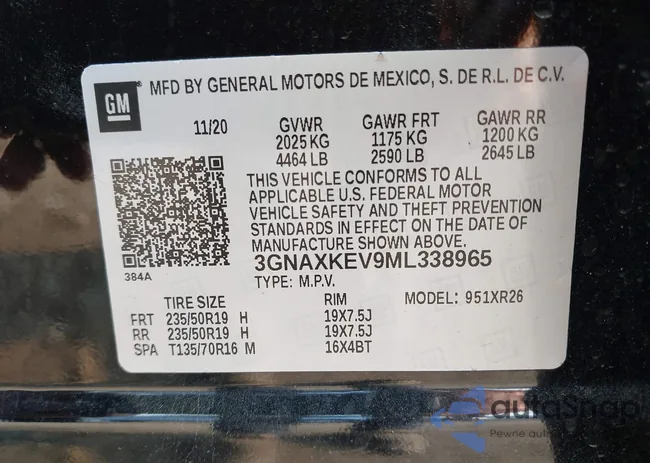 GM
MFD BY GENERAL MOTORS DE MEXICO, S. DE R.L. DE C.V.
11/20 GVWR GAWR FRT GAWR RR
2025 KG 1175 KG 1200 KG
4464 LB 2590 LB 2645 LB
THIS VEHICLE CONFORMS TO ALL
APPLICABLE U.S. FEDERAL MOTOR
VEHICLE SAFETY AND THEFT PREVENTION
STANDARDS IN EFFECT ON THE DATE OF
MANUFACTURE SHOWN ABOVE.
3GNAXKEV9ML338965
384A
TYPE: M.P.V.
TIRE SIZE RIM MODEL: 951XR26
FRT 235/50R19 H 19X7.5J
RR 235/50R19 H 19X7.5J
SPA T135/70R16 M 16X4BT
autaShop
Pewne auta